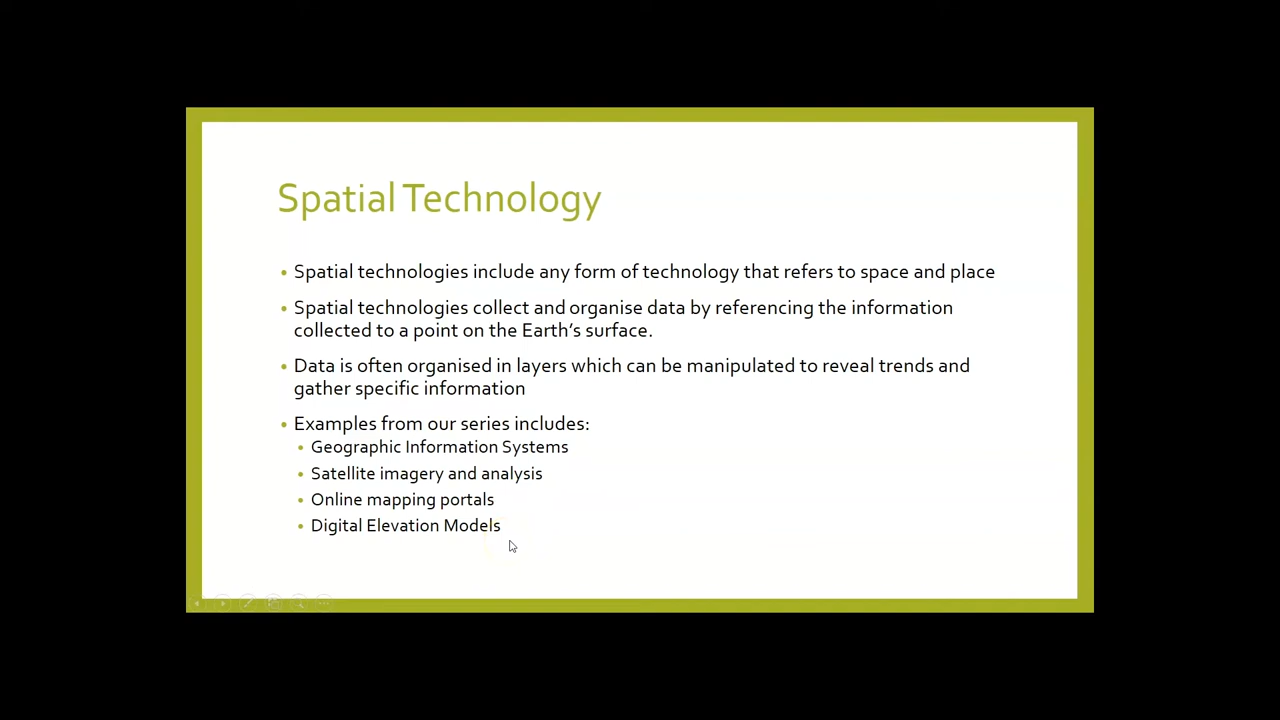 Spatial Technology
• Spatial technologies include any form of technology that refers to space and place
• Spatial technologies collect and organise data by referencing the information
collected to a point on the Earth's surface.
• Data is often organised in layers which can be manipulated to reveal trends and
gather specific information
• Examples from our series includes:
• Geographic Information Systems
• Satellite imagery and analysis
• Online mapping portals
• Digital Elevation Models